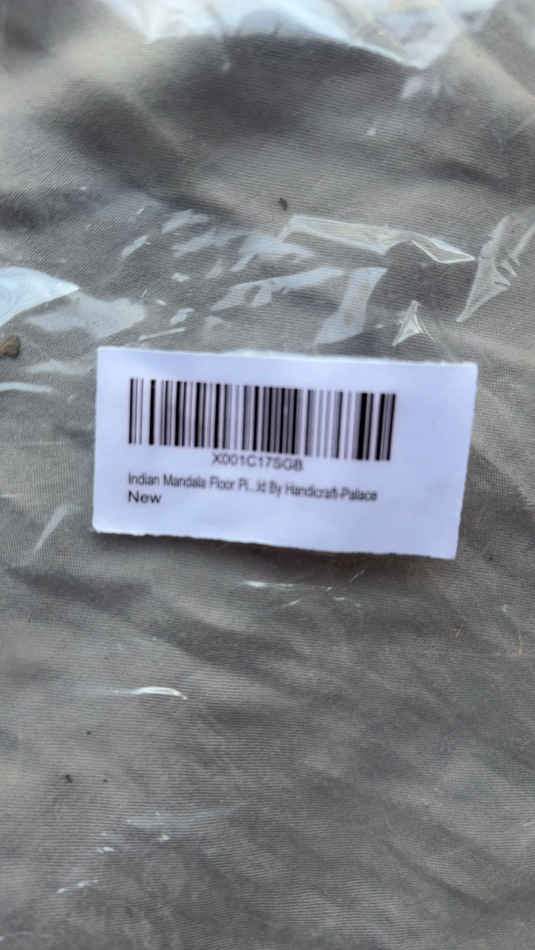 X001C17SGB
Indian Mandala Floor Pi...ld By Handicraft-Palace
New